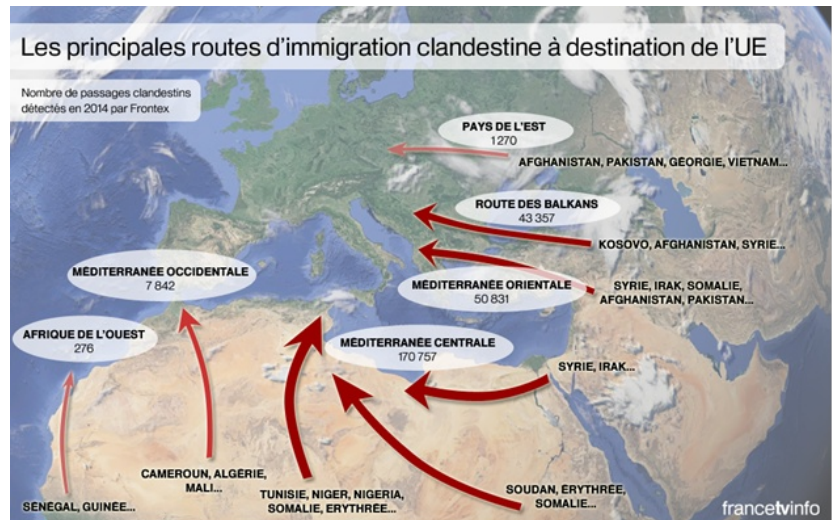 Les principales routes d'immigration clandestine à destination de l'UE
Nombre de passages clandestins
détectés en 2014 par Frontex
PAYS DE L'EST
1270
AFGHANISTAN, PAKISTAN, GÉORGIE, VIETNAM...
ROUTE DES BALKANS
43 357
KOSOVO, AFGHANISTAN, SYRIE...
MÉDITERRANÉE OCCIDENTALE
7 842
MÉDITERRANÉE ORIENTALE
50 831
SYRIE, IRAK, SOMALIE,
AFGHANISTAN, PAKISTAN...
AFRIQUE DE L'OUEST
276
MÉDITERRANÉE CENTRALE
170 757
SYRIE, IRAK...
CAMEROUN, ALGÉRIE,
MALI...
SÉNÉGAL, GUINÉE...
TUNISIE, NIGER, NIGERIA,
SOMALIE, ERYTHRÉE...
SOUDAN, ÉRYTHRÉE,
SOMALIE...
francetvinfo